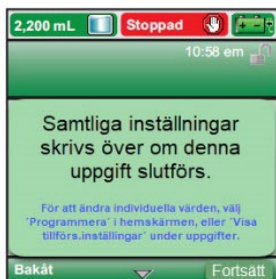 2,200 mL Stoppad
10:58 em
Samtliga inställningar
skrivs över om denna
uppgift slutförs.
För att ändra individuella värden, välj
´Programmera´ i hemskärmen, eller ´Visa
tillförs.inställingar´ under uppgifter.
Bakåt Fortsätt